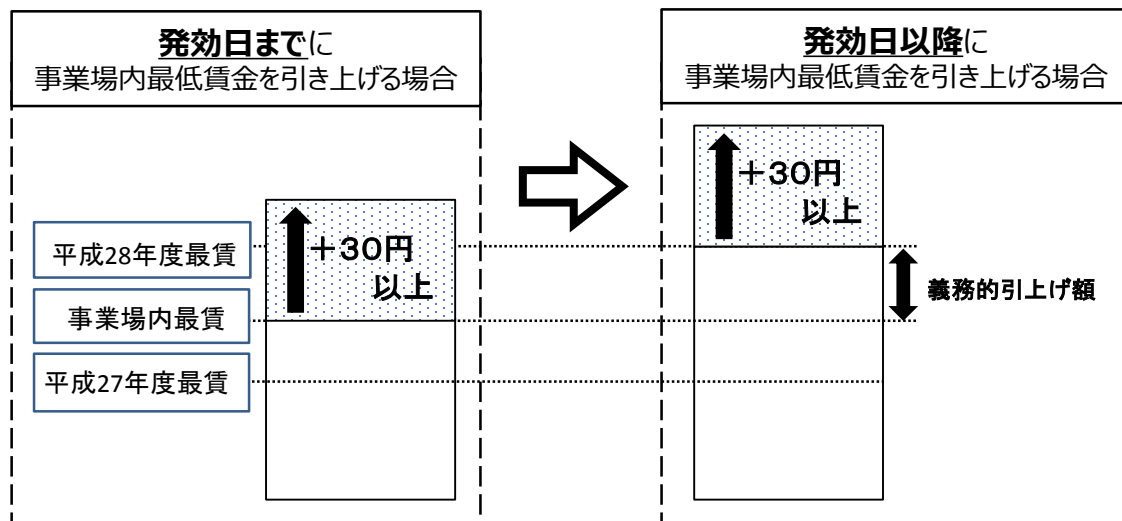 発効日までに
事業場内最低賃金を引き上げる場合
発効日以降に
事業場内最低賃金を引き上げる場合
平成28年度最賃
事業場内最賃
平成27年度最賃
＋30円
以上
＋30円
以上
義務的引上げ額